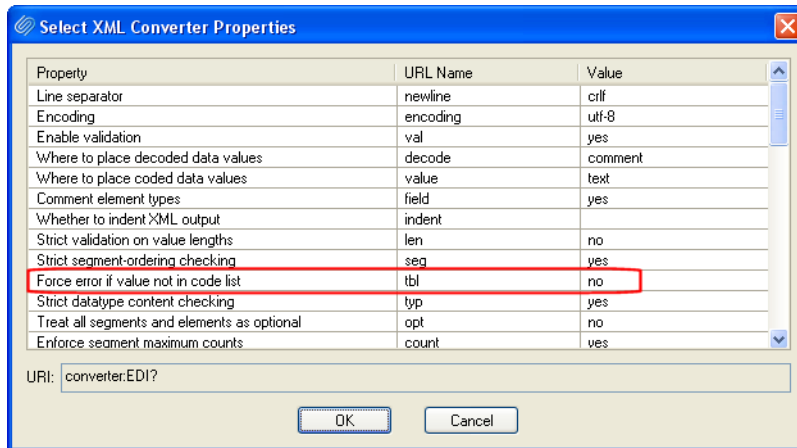 Select XML Converter Properties
Property URL Name Value
Line separator newline crlf
Encoding encoding utf-8
Enable validation val yes
Where to place decoded data values decode comment
Where to place coded data values value text
Comment element types field yes
Whether to indent XML output indent
Strict validation on value lengths len no
Strict segment-ordering checking seg yes
Force error if value not in code list tbl no
Strict datatype content checking typ yes
Treat all segments and elements as optional opt no
Enforce segment maximum counts count yes
URI: converter:EDI?
OK Cancel